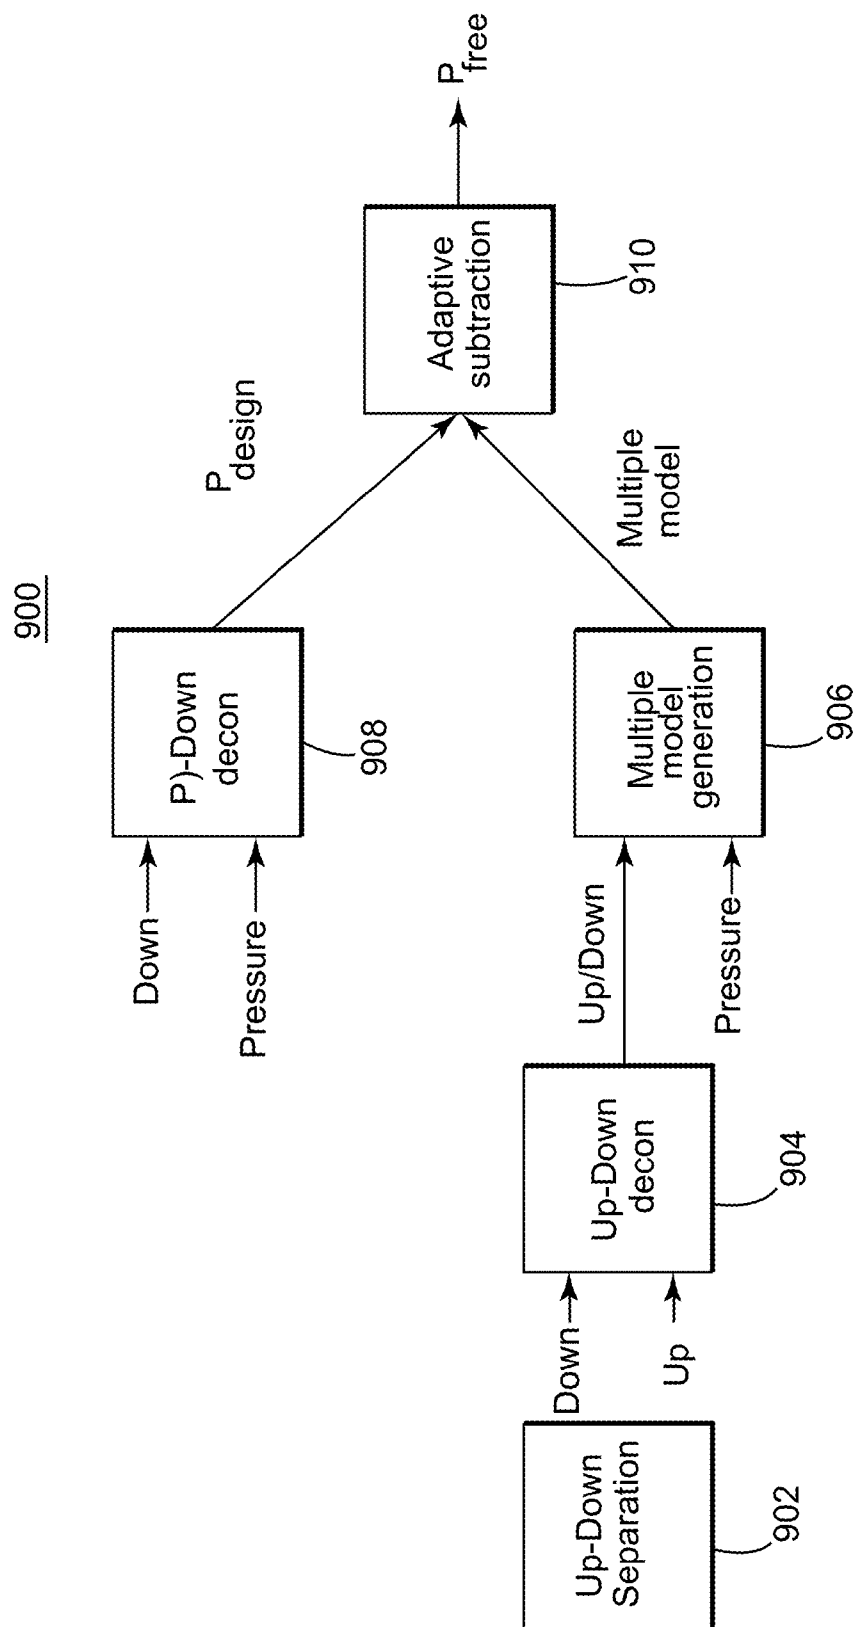 900
Up-Down
Separation
902
Down
Up
Up-Down
decon
904
Up/Down
Pressure
Multiple
model
generation
906
Down
Pressure
P)-Down
decon
908
P
design
Multiple
model
Adaptive
subtraction
910
P
free